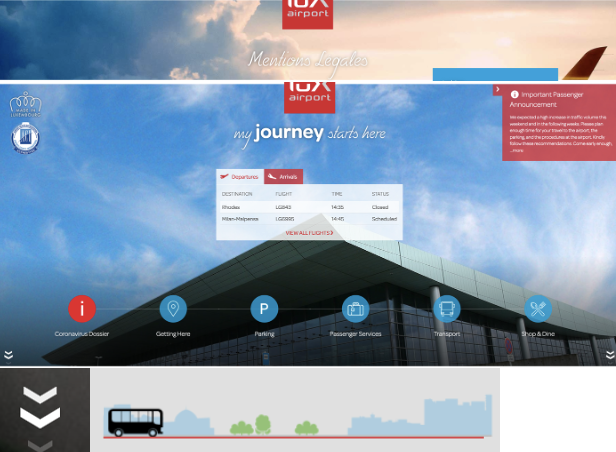 lux
airport
Mentions Légales
lux
airport
MADE IN
LUXEMBOURG
my journey starts here
Important Passenger
Announcement
We expected a high increase in traffic volume this
weekend and in the following weeks. Please plan
enough time for your travel to the airport, the
parking, and the procedures at the airport. Kindly
follow these recommendations: Come early enough,
...more
Departures
Arrivals
DESTINATION FLIGHT TIME STATUS
Rhodes LG843 14:35 Closed
Milan-Malpensa LG6995 14:45 Scheduled
VIEW ALL FLIGHTS
i
P
Coronavirus Dossier
Getting Here
Parking
Passenger Services
Transport
Shop & Dine